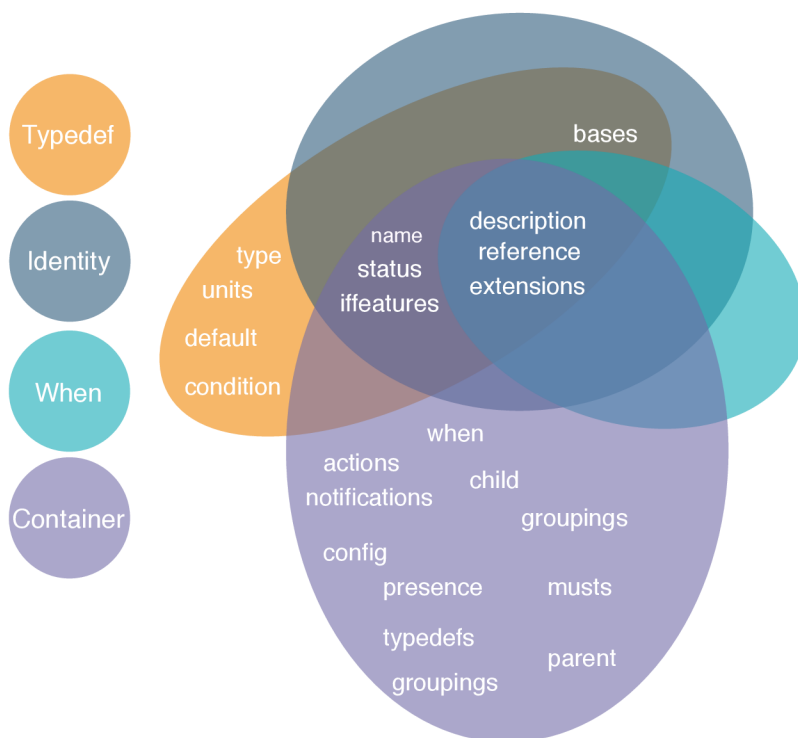 Typedef
Identity
When
Container
bases
description
reference
extensions
name
status
iffeatures
type
units
default
condition
when
actions
child
notifications
groupings
config
presence
musts
typedefs
parent
groupings